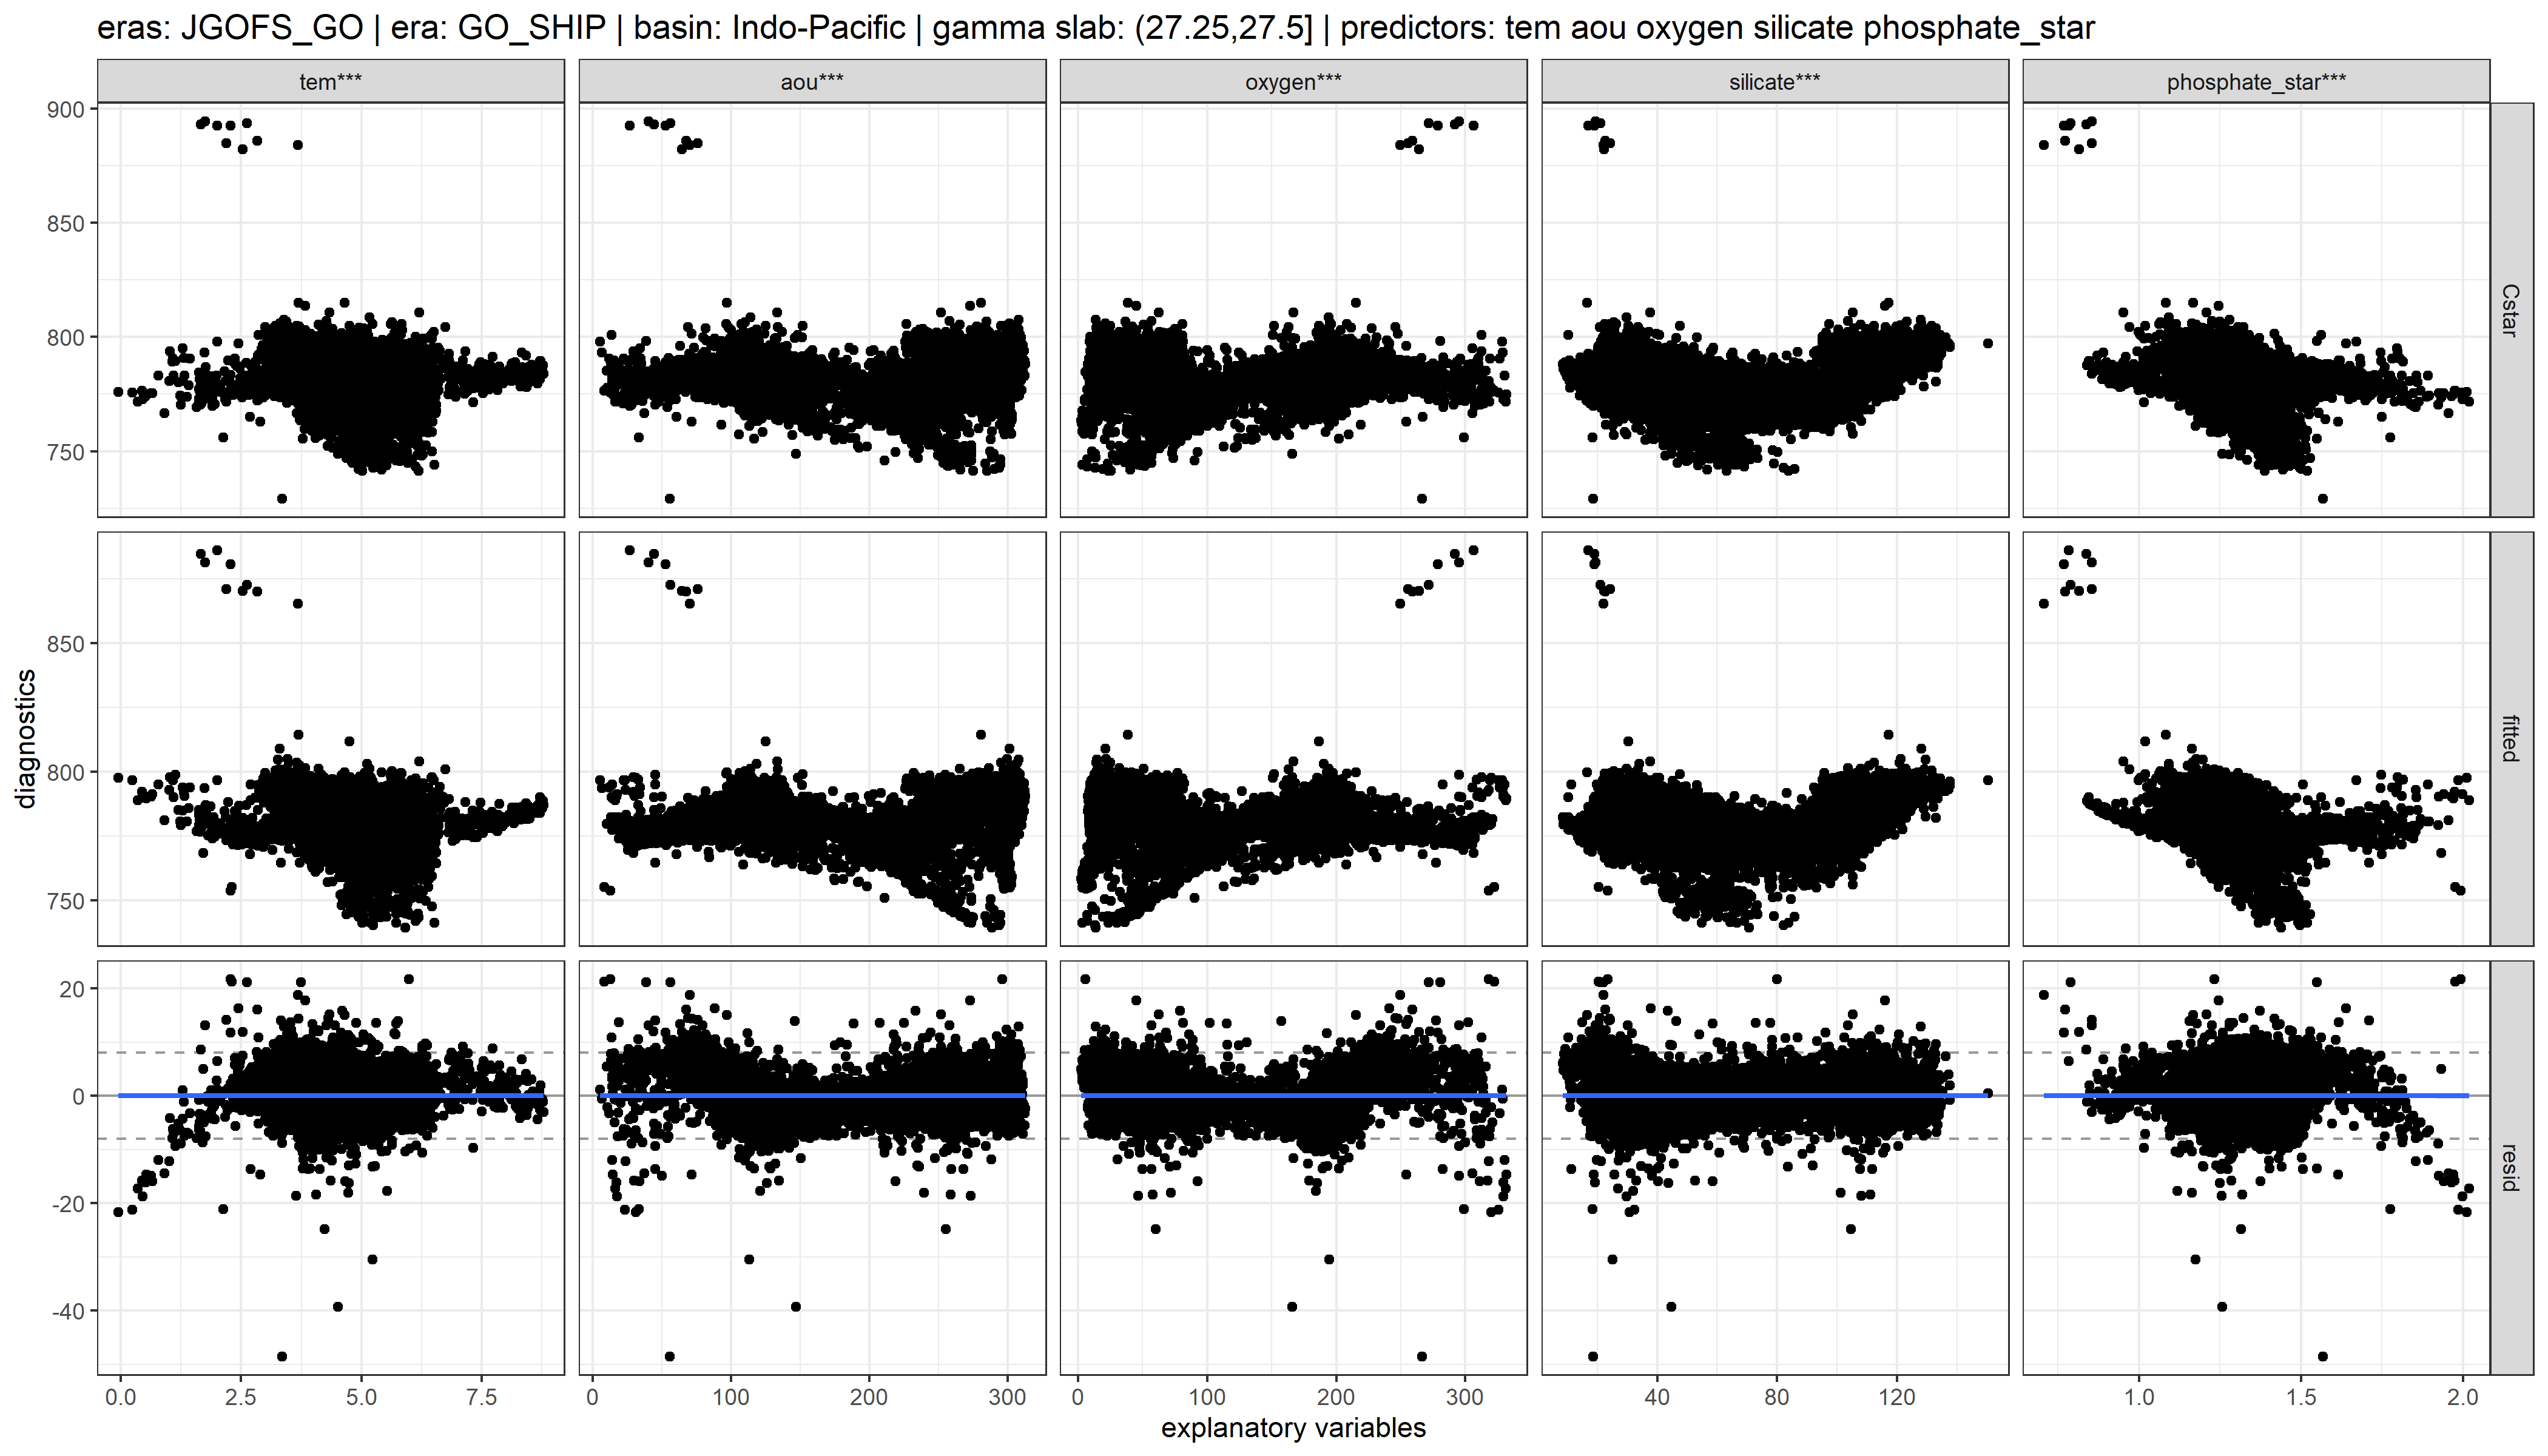 eras: JGOFS_GO | era: GO_SHIP | basin: Indo-Pacific | gamma slab: (27.25,27.5] | predictors: tem aou oxygen silicate phosphate_star
tem*** aou*** oxygen*** silicate*** phosphate_star***
900
850
800
750
Cstar
850
800
750
fitted
20
0
-20
-40
resid
diagnostics
0.0 2.5 5.0 7.5 0 100 200 300 0 100 200 300 40 80 120 1.0 1.5 2.0
explanatory variables